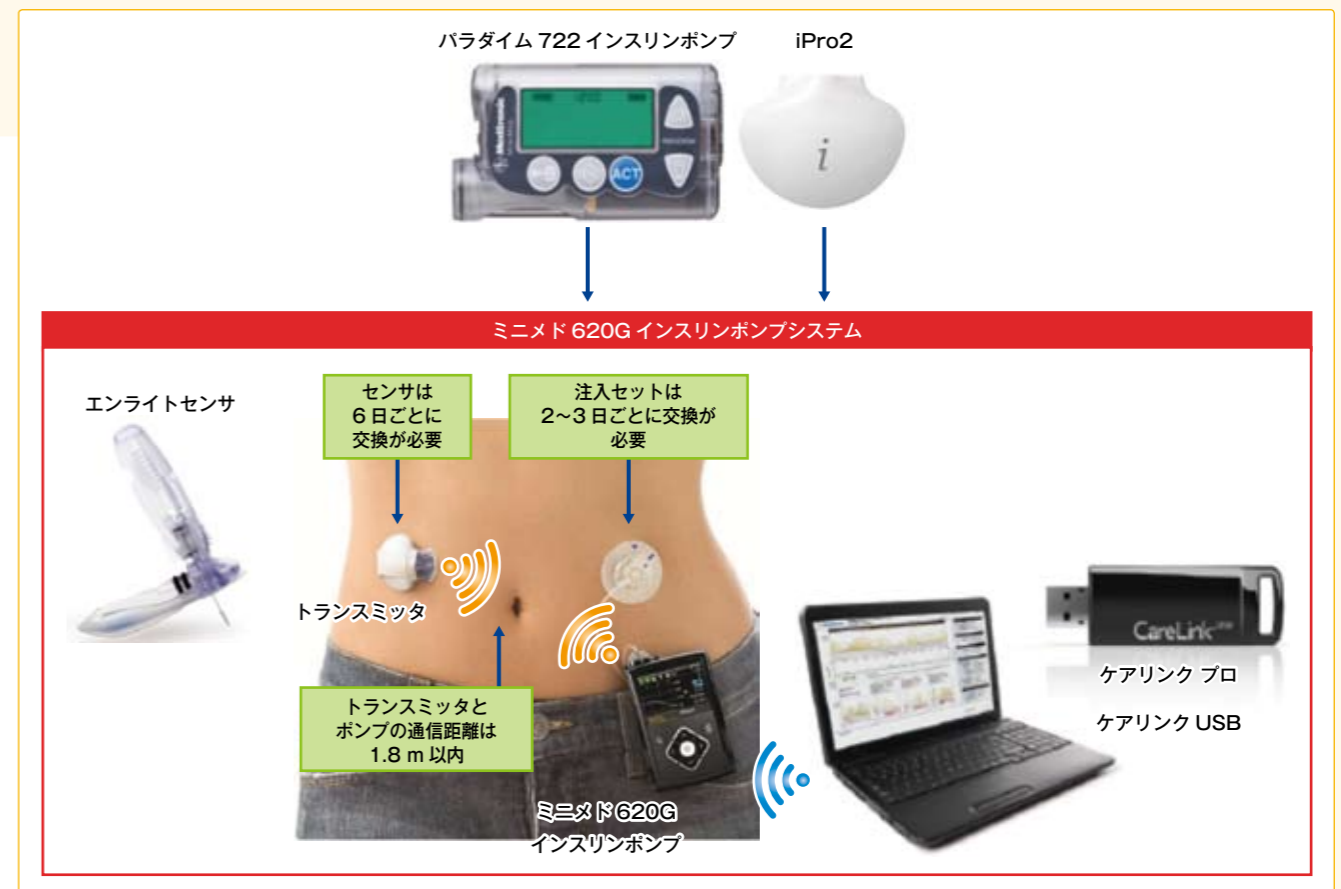 パラダイム 722 インスリンポンプ
iPro2
Medtronic
ACT
i
ミニメド 620G インスリンポンプシステム
エンライトセンサ
センサは
6 日ごとに
交換が必要
注入セットは
2〜3 日ごとに交換が
必要
トランスミッタ
トランスミッタと
ポンプの通信距離は
1.8 m 以内
ミニメド 620G
インスリンポンプ
CareLink USB
ケアリンク プロ
ケアリンク USB